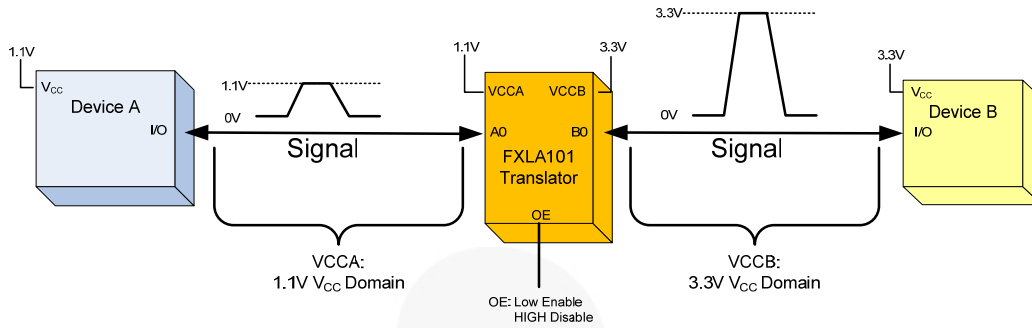 3.3V
1.1V
1.1V
3.3V
3.3V
VCC
Device A
I/O
1.1V
0V
Signal
VCCA VCCB
A0 B0
FXLA101
Translator
OE
0V
Signal
VCC
Device B
I/O
VCCA:
1.1V VCC Domain
VCCB:
3.3V VCC Domain
OE: Low Enable
HIGH Disable